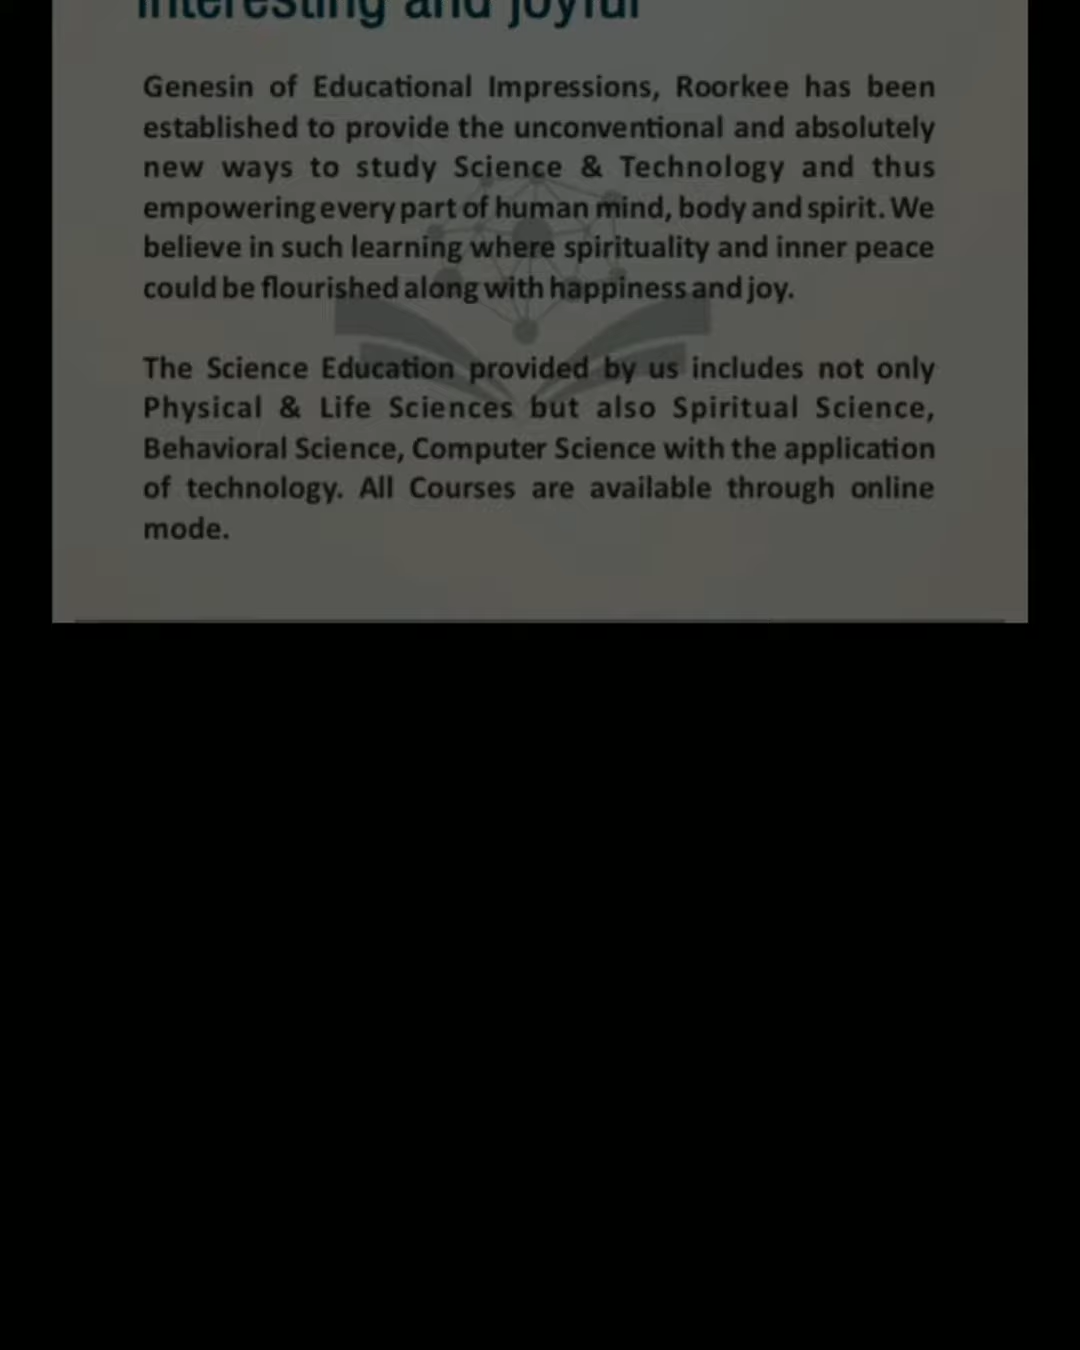 interesting and joyful
Genesin of Educational Impressions, Roorkee has been
established to provide the unconventional and absolutely
new ways to study Science & Technology and thus
empowering every part of human mind, body and spirit. We
believe in such learning where spirituality and inner peace
could be flourished along with happiness and joy.
The Science Education provided by us includes not only
Physical & Life Sciences but also Spiritual Science,
Behavioral Science, Computer Science with the application
of technology. All Courses are available through online
mode.